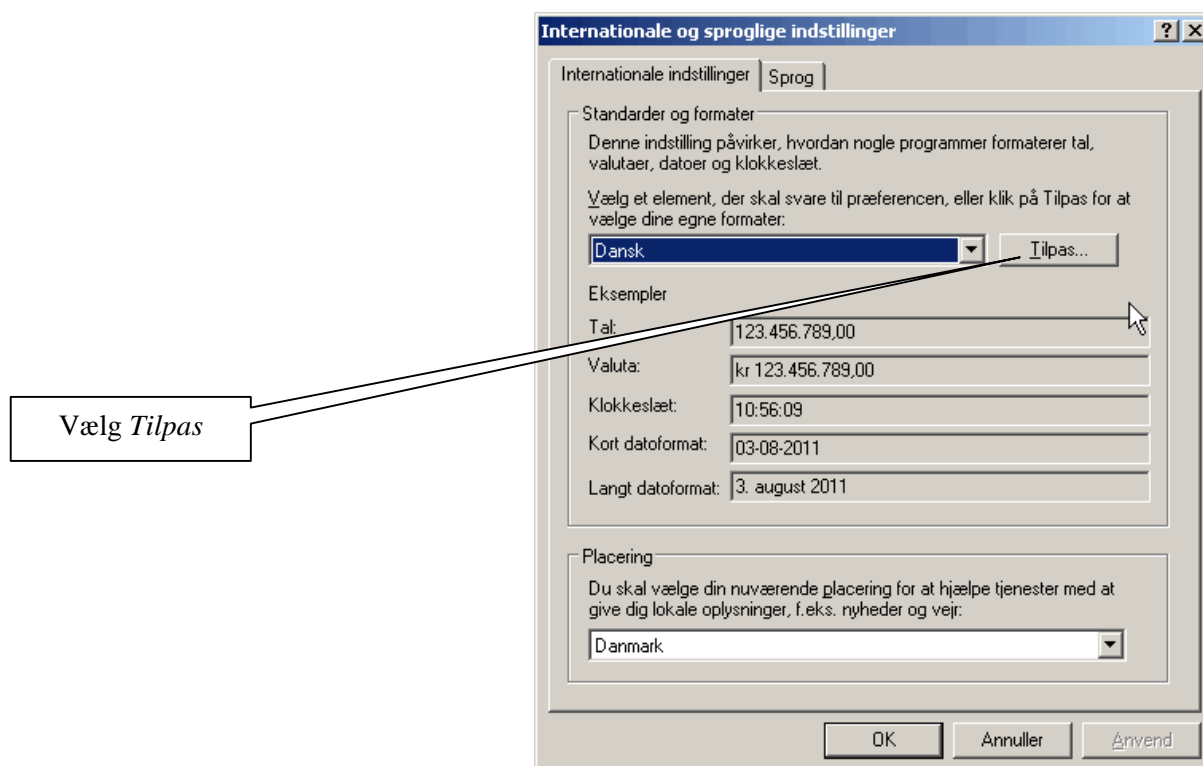 Internationale og sproglige indstillinger
Internationale indstillinger
Sprog
Standarder og formater
Denne indstilling påvirker, hvordan nogle programmer formaterer tal,
valutaer, datoer og klokkeslæt.
Vælg et element, der skal svare til præferencen, eller klik på Tilpas for at
vælge dine egne formater:
Dansk
Tilpas...
Eksempler
Tal: 123.456.789,00
Valuta: kr 123.456.789,00
Klokkeslæt: 10:56:09
Kort datoformat: 03-08-2011
Langt datoformat: 3. august 2011
Vælg Tilpas
Placering
Du skal vælge din nuværende placering for at hjælpe tjenester med at
give dig lokale oplysninger, f.eks. nyheder og vejr:
Danmark
OK
Annuller
Anvend